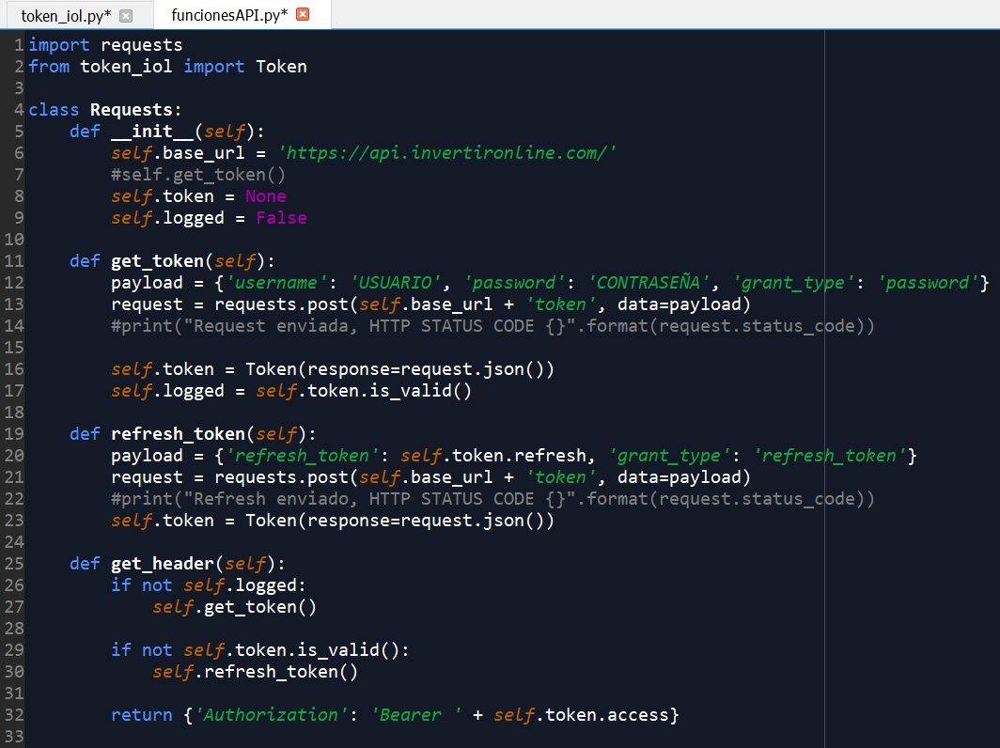 token_iol.py*
funcionesAPI.py*
1 import requests
2 from token_iol import Token
3
4 class Requests:
5     def __init__(self):
6         self.base_url = 'https://api.invertironline.com/'
7         #self.get_token()
8         self.token = None
9         self.logged = False
10
11     def get_token(self):
12         payload = {'username': 'USUARIO', 'password': 'CONTRASEÑA', 'grant_type': 'password'}
13         request = requests.post(self.base_url + 'token', data=payload)
14         #print("Request enviada, HTTP STATUS CODE {}".format(request.status_code))
15
16         self.token = Token(response=request.json())
17         self.logged = self.token.is_valid()
18
19     def refresh_token(self):
20         payload = {'refresh_token': self.token.refresh, 'grant_type': 'refresh_token'}
21         request = requests.post(self.base_url + 'token', data=payload)
22         #print("Refresh enviado, HTTP STATUS CODE {}".format(request.status_code))
23         self.token = Token(response=request.json())
24
25     def get_header(self):
26         if not self.logged:
27             self.get_token()
28
29         if not self.token.is_valid():
30             self.refresh_token()
31
32         return {'Authorization': 'Bearer ' + self.token.access}
33